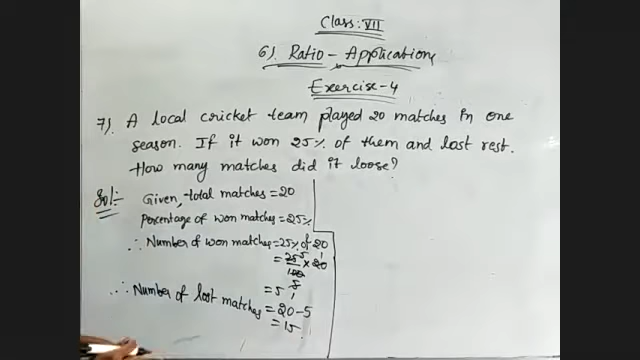 Class: VII
6). Ratio - Applications
Exercise-4
7). A local cricket team played 20 matches in one
season. If it won 25% of them and lost rest.
How many matches did it loose?
Sol:- Given, total matches = 20
Percentage of won matches = 25%
∴ Number of won matches = 25% of 20
= 25/100 × 20
= 5
∴ Number of lost matches = 20-5
= 15